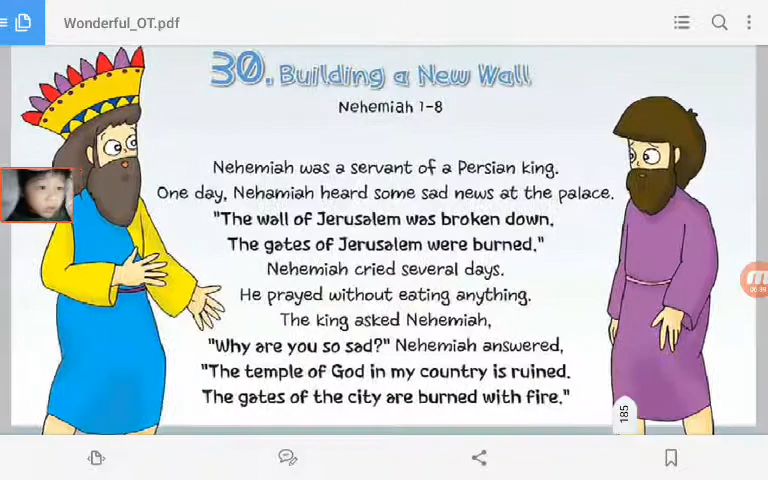 Wonderful_OT.pdf
30. Building a New Wall
Nehemiah 1-8
Nehemiah was a servant of a Persian king.
One day, Nehamiah heard some sad news at the palace.
"The wall of Jerusalem was broken down,
The gates of Jerusalem were burned."
Nehemiah cried several days.
He prayed without eating anything.
The king asked Nehemiah,
"Why are you so sad?" Nehemiah answered,
"The temple of God in my country is ruined.
The gates of the city are burned with fire."
185